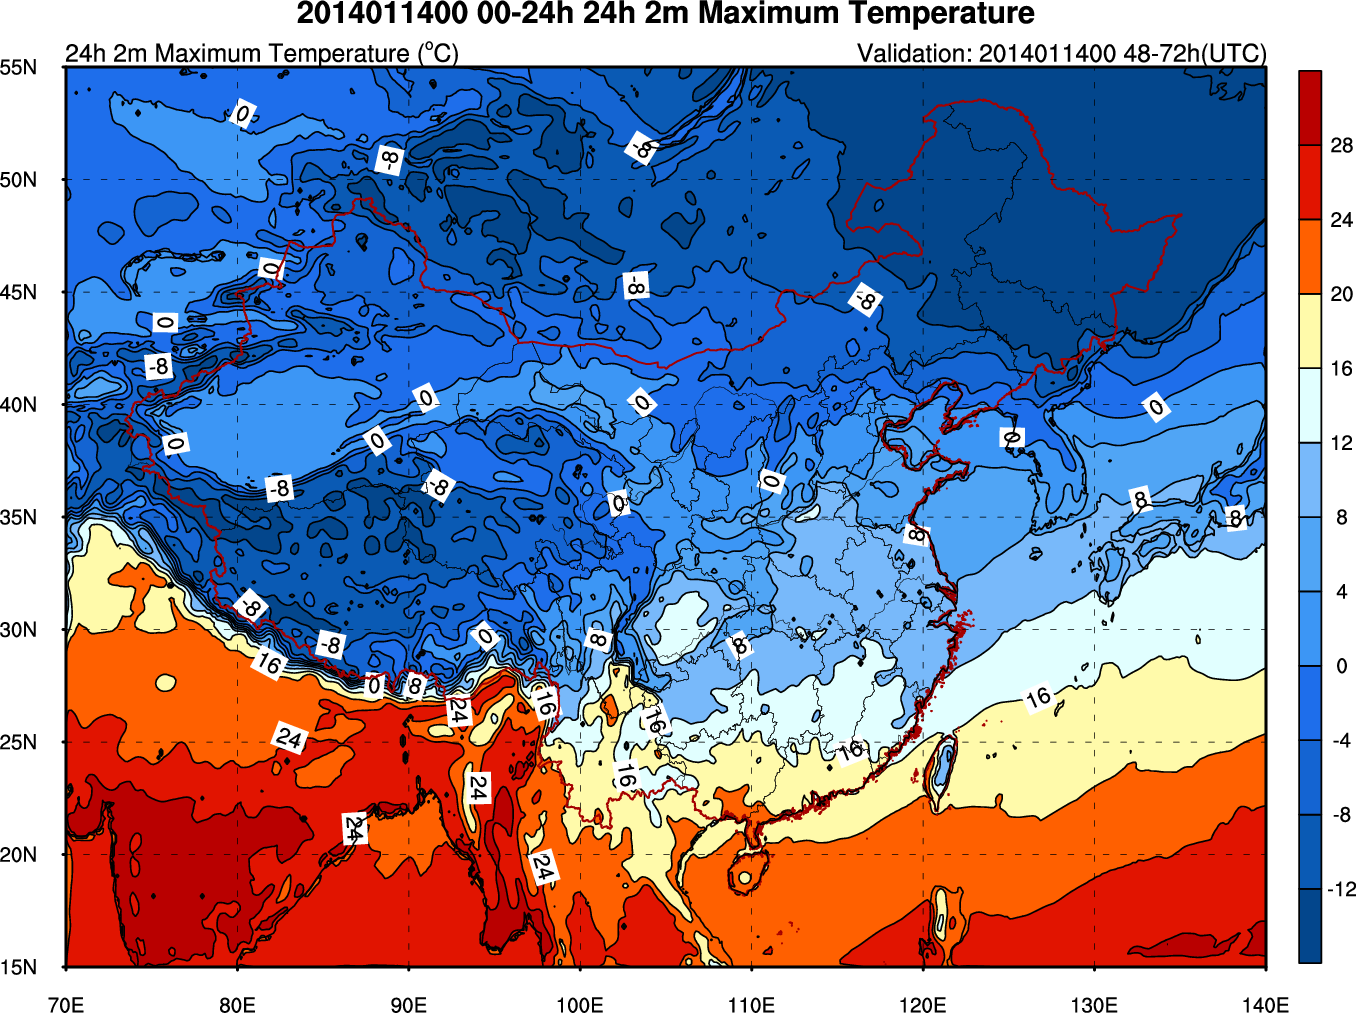 2014011400 00-24h 24h 2m Maximum Temperature
24h 2m Maximum Temperature (°C)
Validation: 2014011400 48-72h(UTC)
55N
50N
45N
40N
35N
30N
25N
20N
15N
70E
80E
90E
100E
110E
120E
130E
140E
28
24
20
16
12
8
4
0
-4
-8
-12
0
-8
-8
0
-8
-8
0
-8
0
0
0
0
0
0
-8
-8
0
0
8
8
8
-8
-8
0
8
8
16
0
8
16
24
16
16
24
16
16
24
24
24